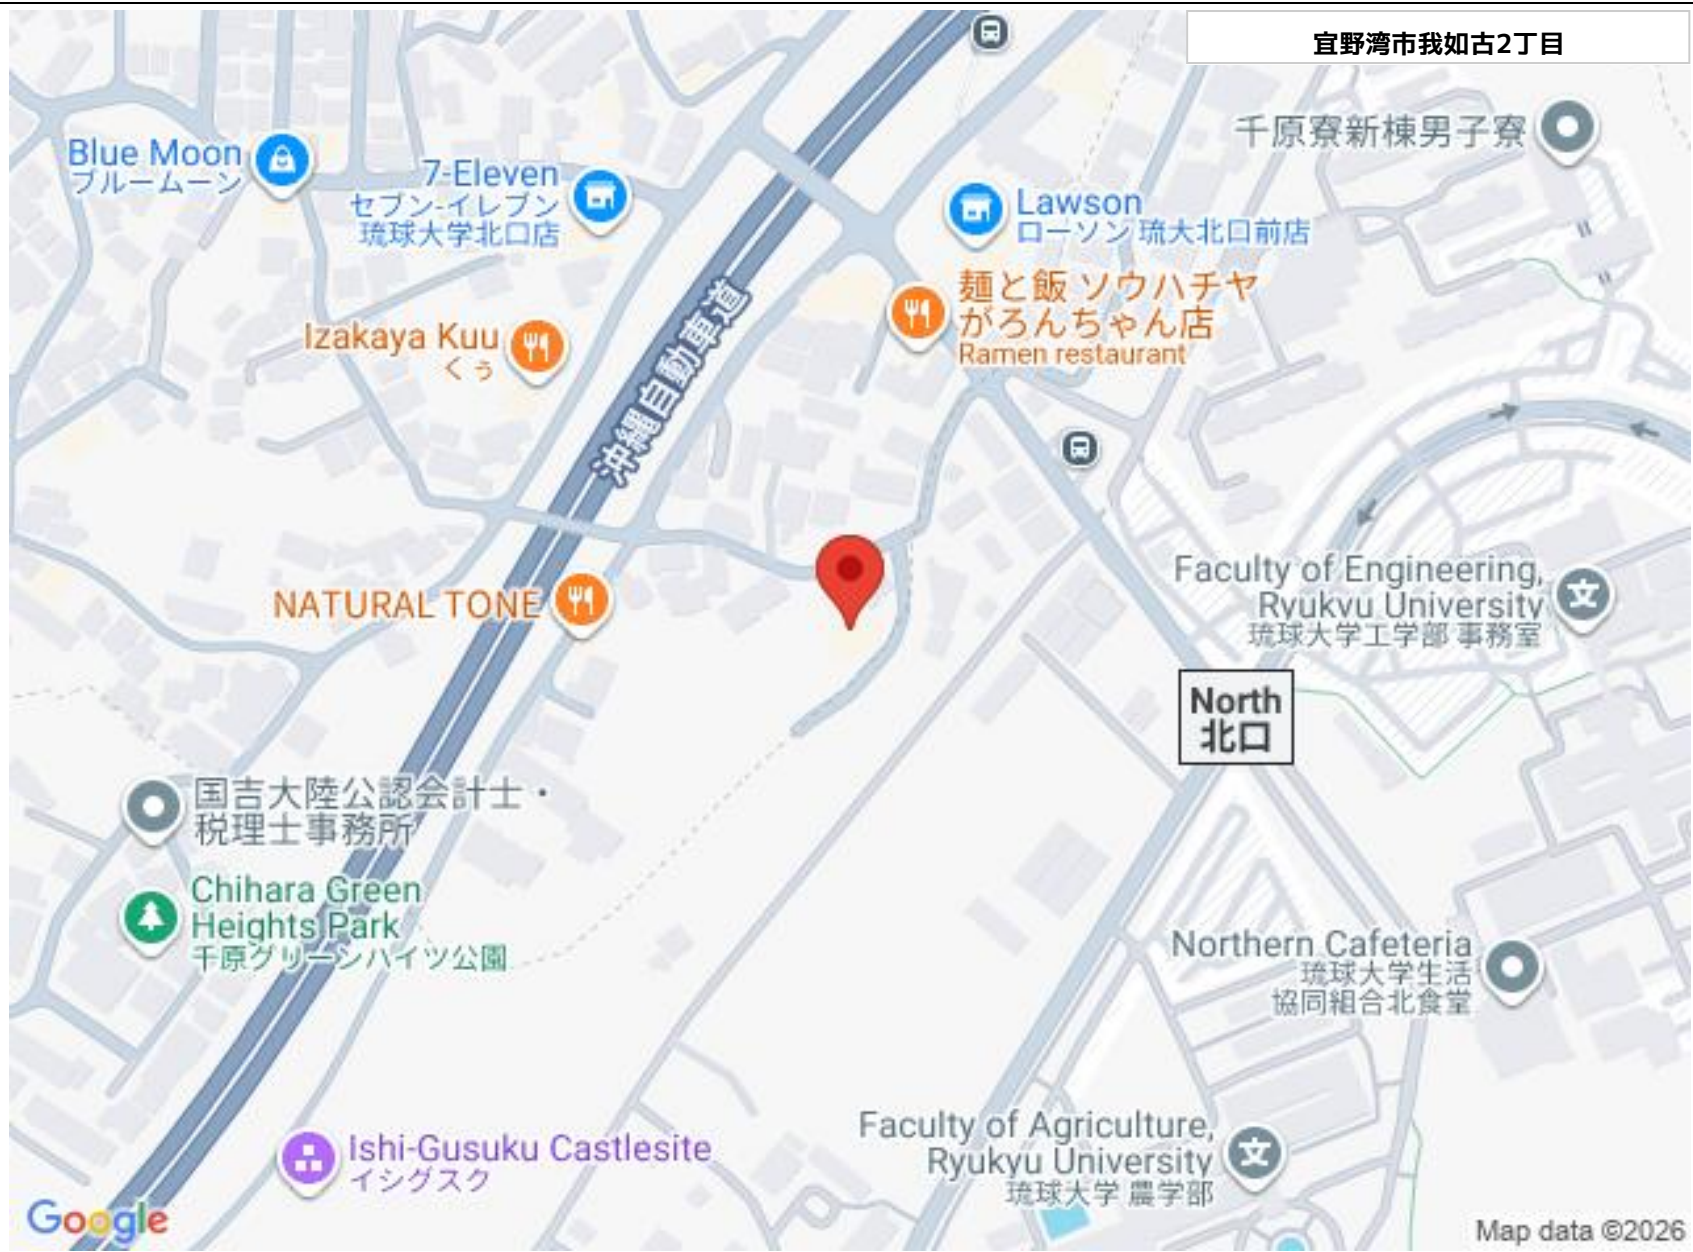 宜野湾市我如古2丁目
千原寮新棟男子寮
Blue Moon
ブルームーン
7-Eleven
セブン-イレブン
琉球大学北口店
Lawson
ローソン 琉大北口前店
麺と飯 ソウハチヤ
がろんちゃん店
Ramen restaurant
Izakaya Kuu
くぅ
沖縄自動車道
NATURAL TONE
Faculty of Engineering,
Ryukyu University
琉球大学工学部 事務室
North
北口
国吉大陸公認会計士・
税理士事務所
Chihara Green
Heights Park
千原グリーンハイツ公園
Northern Cafeteria
琉球大学生活
協同組合北食堂
Ishi-Gusuku Castlesite
イシグスク
Faculty of Agriculture,
Ryukyu University
琉球大学 農学部
Google
Map data ©2026